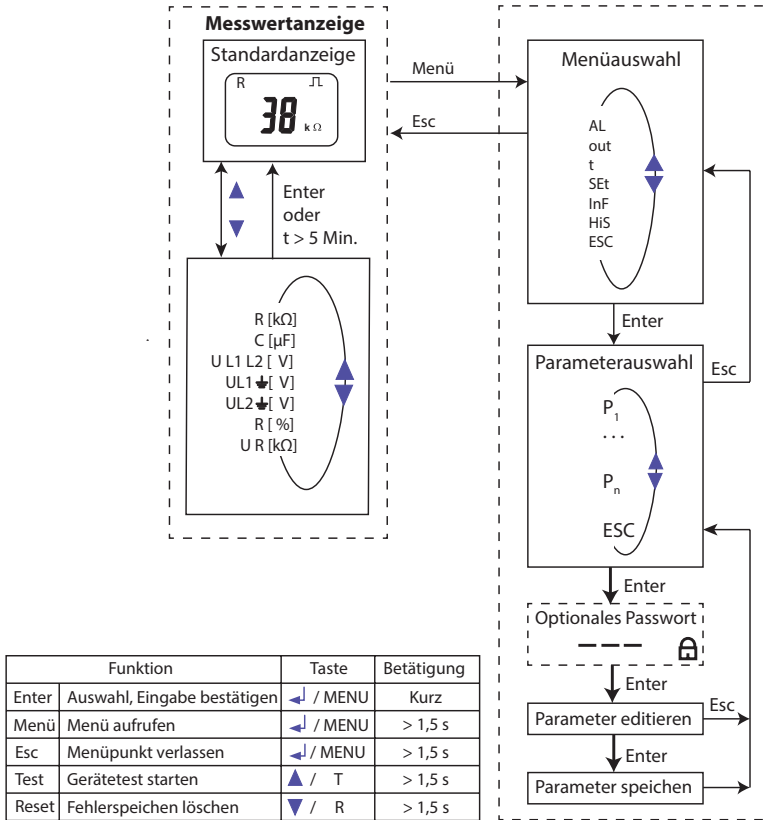 Messwertanzeige
Standardanzeige
R
38 kΩ
Enter
oder
t > 5 Min.
R [kΩ]
C [µF]
U L1 L2 [ V]
UL1 ⏚[ V]
UL2 ⏚[ V]
R [ %]
U R [kΩ]
Menü
Esc
Menüauswahl
AL
out
t
SEt
InF
HiS
ESC
Enter
Parameterauswahl
Esc
P1
...
Pn
ESC
Enter
Optionales Passwort
– – –
Enter
Parameter editieren
Esc
Enter
Parameter speichen
Funktion Taste Betätigung
Enter Auswahl, Eingabe bestätigen ↵ / MENU Kurz
Menü Menü aufrufen ↵ / MENU > 1,5 s
Esc Menüpunkt verlassen ↵ / MENU > 1,5 s
Test Gerätetest starten ▲ / T > 1,5 s
Reset Fehlerspeichen löschen ▼ / R > 1,5 s